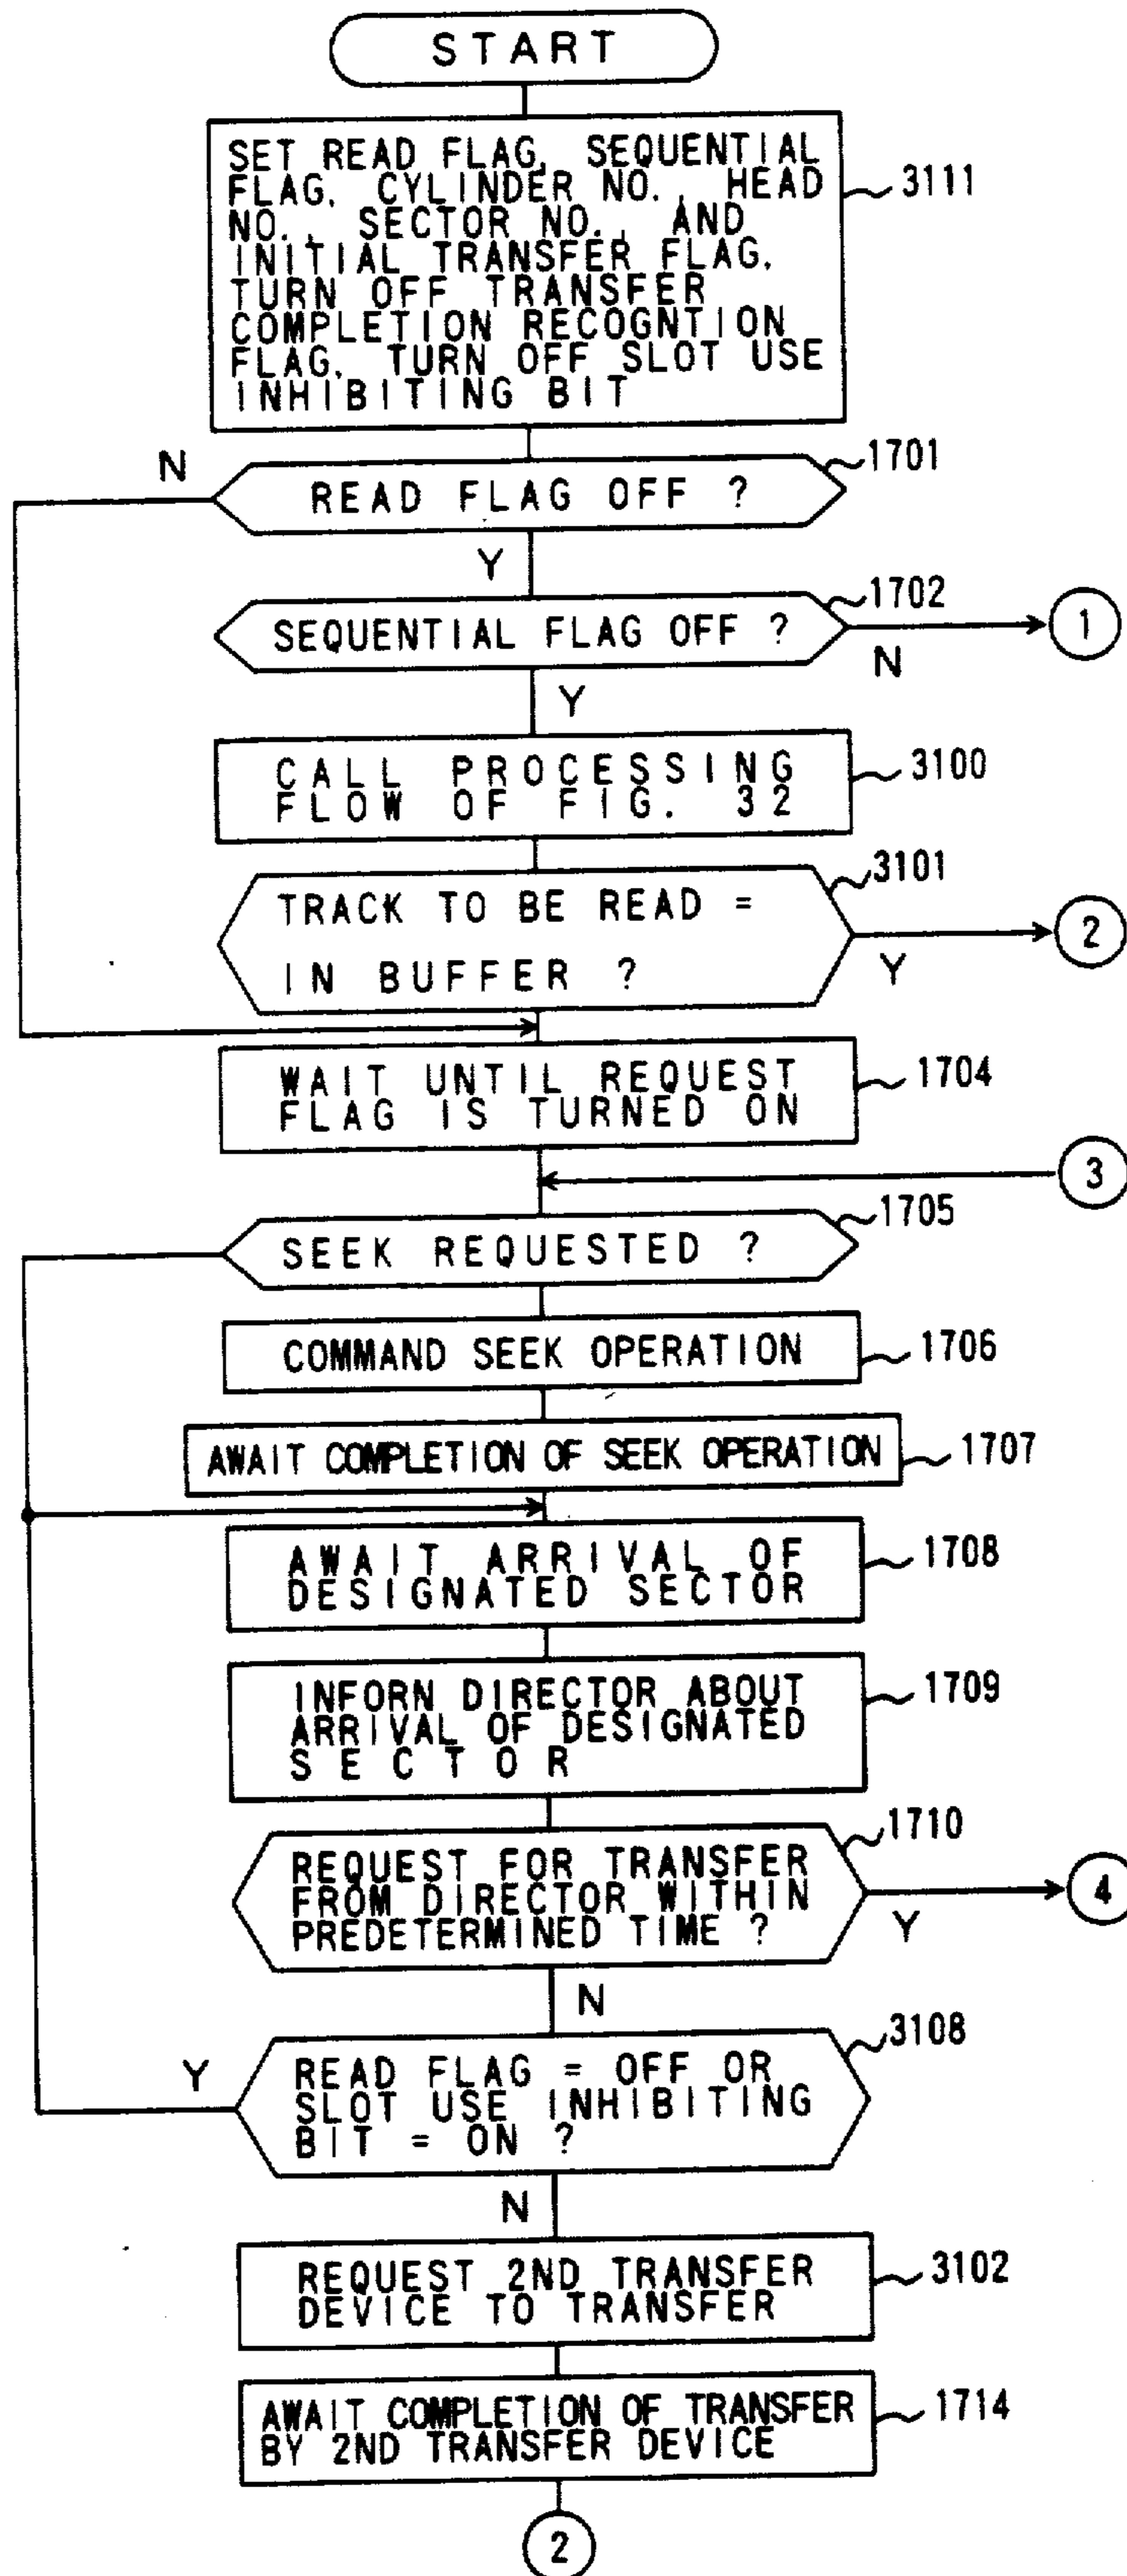 START
SET READ FLAG, SEQUENTIAL
FLAG, CYLINDER NO., HEAD
NO., SECTOR NO., AND
INITIAL TRANSFER FLAG,
TURN OFF TRANSFER
COMPLETION RECOGNTION
FLAG, TURN OFF SLOT USE
INHIBITING BIT
3111
N
READ FLAG OFF ?
1701
Y
SEQUENTIAL FLAG OFF ?
1702
N
1
Y
CALL PROCESSING
FLOW OF FIG. 32
3100
TRACK TO BE READ =
IN BUFFER ?
3101
Y
2
WAIT UNTIL REQUEST
FLAG IS TURNED ON
1704
3
SEEK REQUESTED ?
1705
COMMAND SEEK OPERATION
1706
AWAIT COMPLETION OF SEEK OPERATION
1707
AWAIT ARRIVAL OF
DESIGNATED SECTOR
1708
INFORN DIRECTOR ABOUT
ARRIVAL OF DESIGNATED
SECTOR
1709
REQUEST FOR TRANSFER
FROM DIRECTOR WITHIN
PREDETERMINED TIME ?
1710
Y
4
N
Y
READ FLAG = OFF OR
SLOT USE INHIBITING
BIT = ON ?
3108
N
REQUEST 2ND TRANSFER
DEVICE TO TRANSFER
3102
AWAIT COMPLETION OF TRANSFER
BY 2ND TRANSFER DEVICE
1714
2